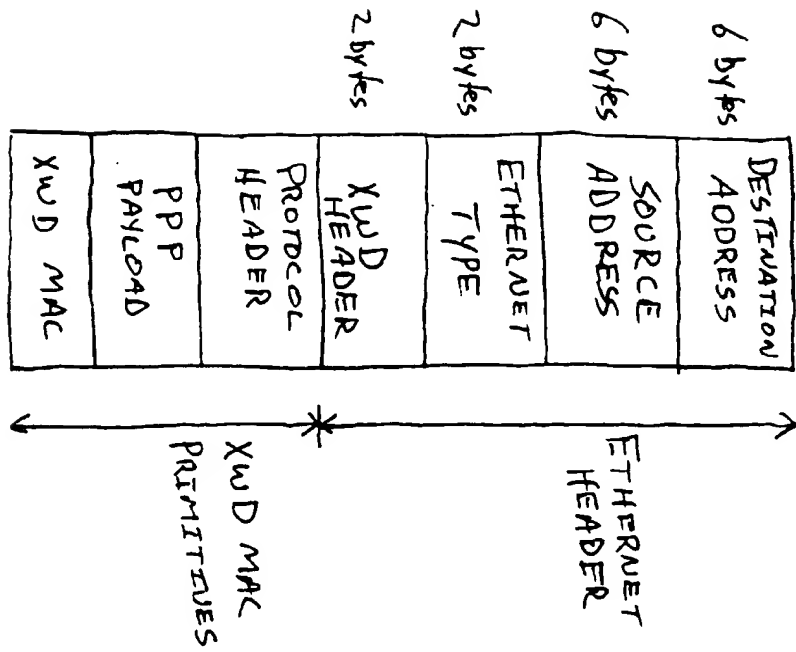 6 bytes
6 bytes
2 bytes
2 bytes
DESTINATION
ADDRESS
SOURCE
ADDRESS
ETHERNET
TYPE
XWD
HEADER
PROTOCOL
HEADER
PPP
PAYLOAD
XWD MAC
ETHERNET
HEADER
XWD MAC
PRIMITIVES